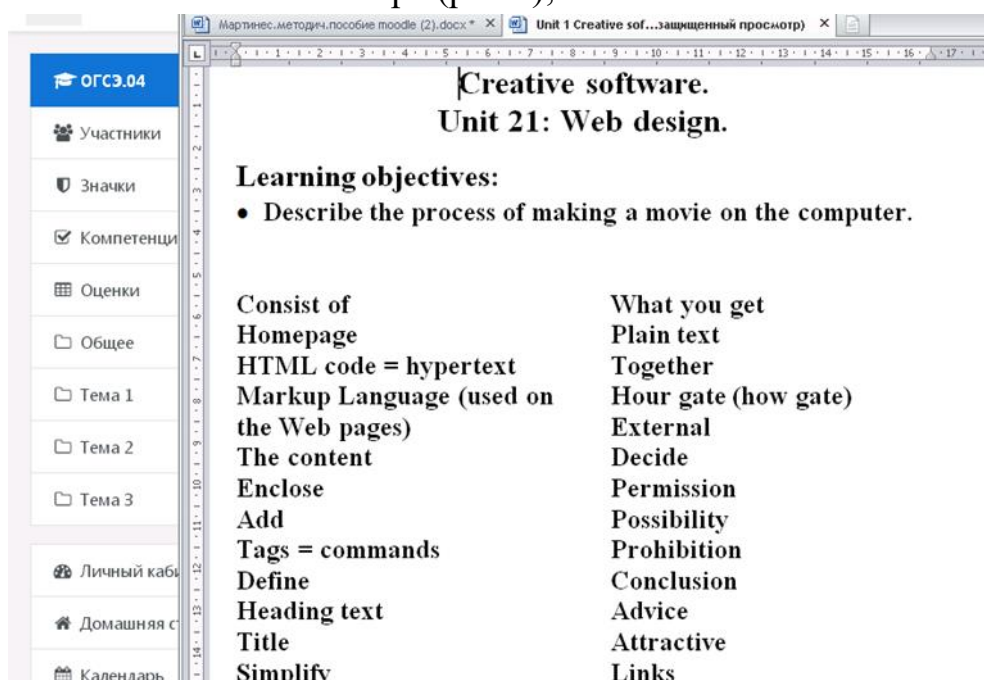 Мартинес.методич.пособие moodle (2).docx *
Unit 1 Creative sof...защищенный просмотр)
ОГСЭ.04
Участники
Значки
Компетенци
Оценки
Общее
Тема 1
Тема 2
Тема 3
Личный каби
Домашняя с
Календарь
Creative software.
Unit 21: Web design.
Learning objectives:
• Describe the process of making a movie on the computer.
Consist of
Homepage
HTML code = hypertext
Markup Language (used on
the Web pages)
The content
Enclose
Add
Tags = commands
Define
Heading text
Title
Simplify
What you get
Plain text
Together
Hour gate (how gate)
External
Decide
Permission
Possibility
Prohibition
Conclusion
Advice
Attractive
Links